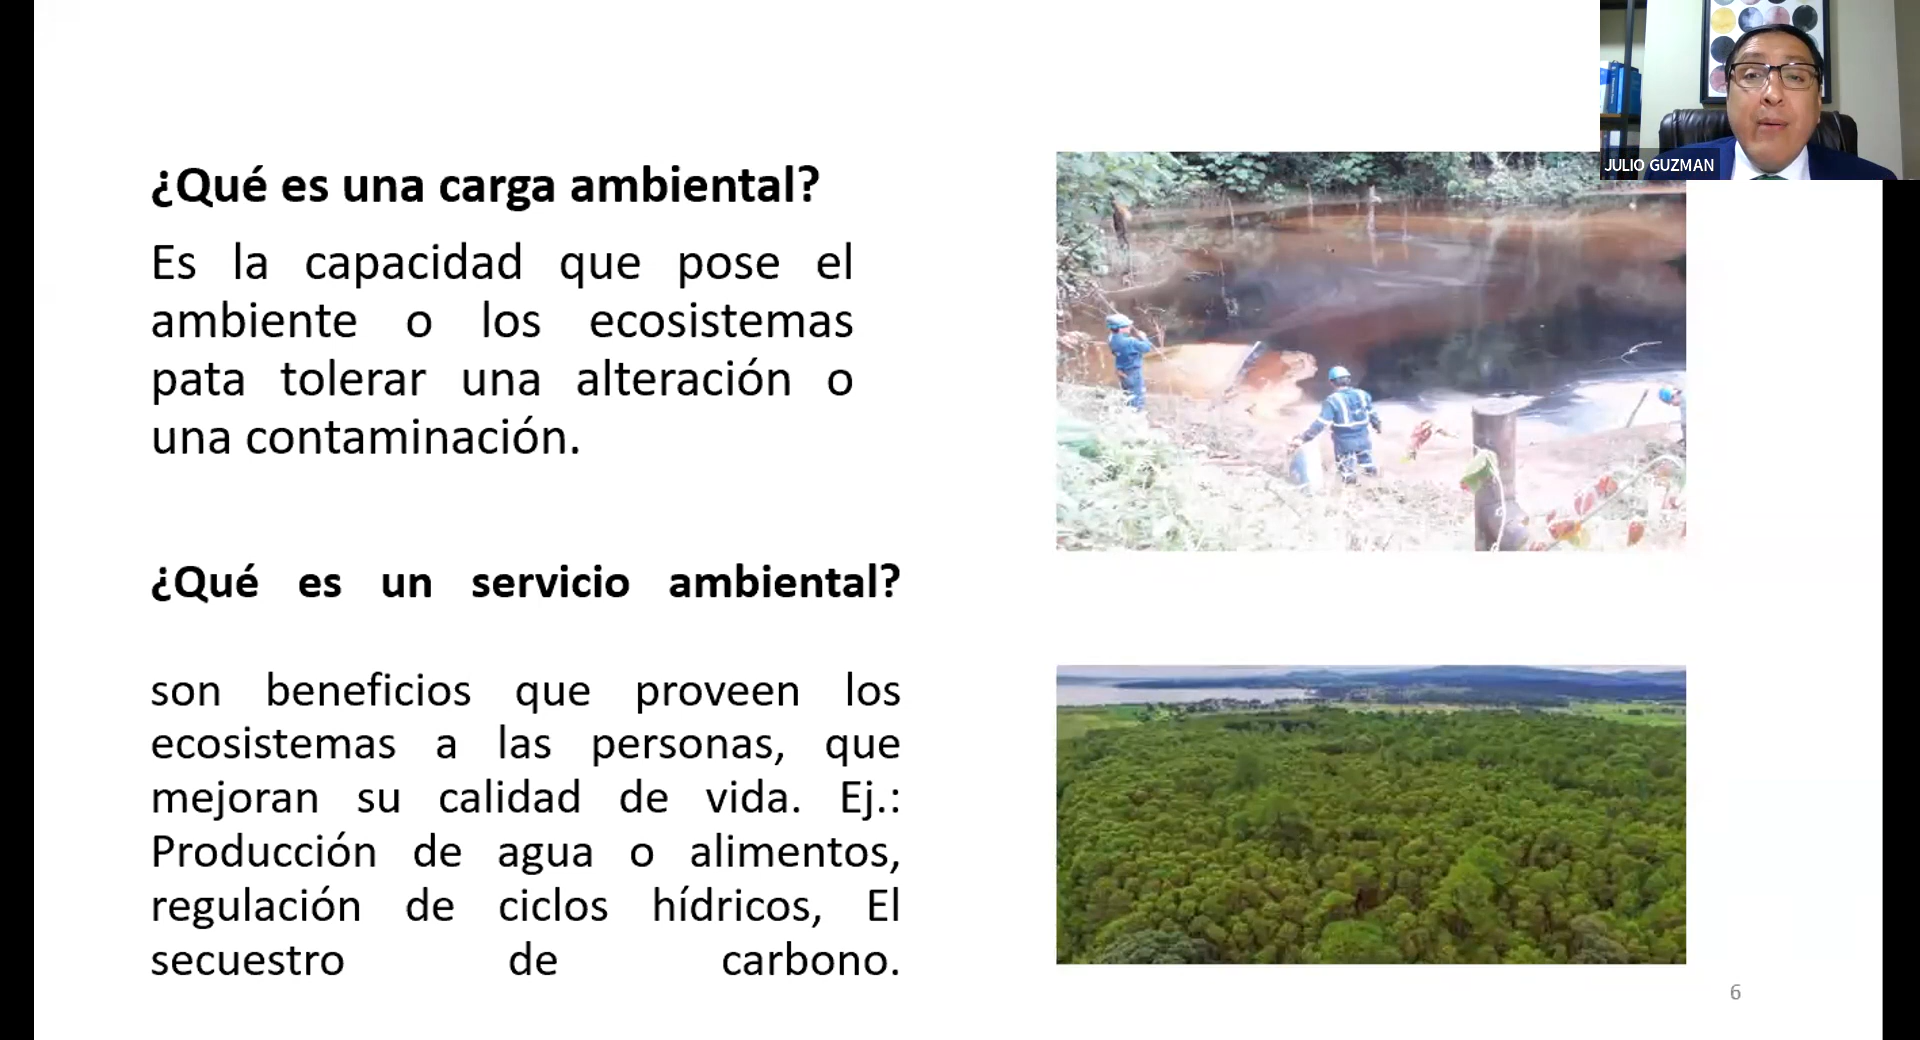 JULIO GUZMAN
¿Qué es una carga ambiental?
Es la capacidad que pose el
ambiente o los ecosistemas
pata tolerar una alteración o
una contaminación.
¿Qué es un servicio ambiental?
son beneficios que proveen los
ecosistemas a las personas, que
mejoran su calidad de vida. Ej.:
Producción de agua o alimentos,
regulación de ciclos hídricos, El
secuestro de carbono.
6